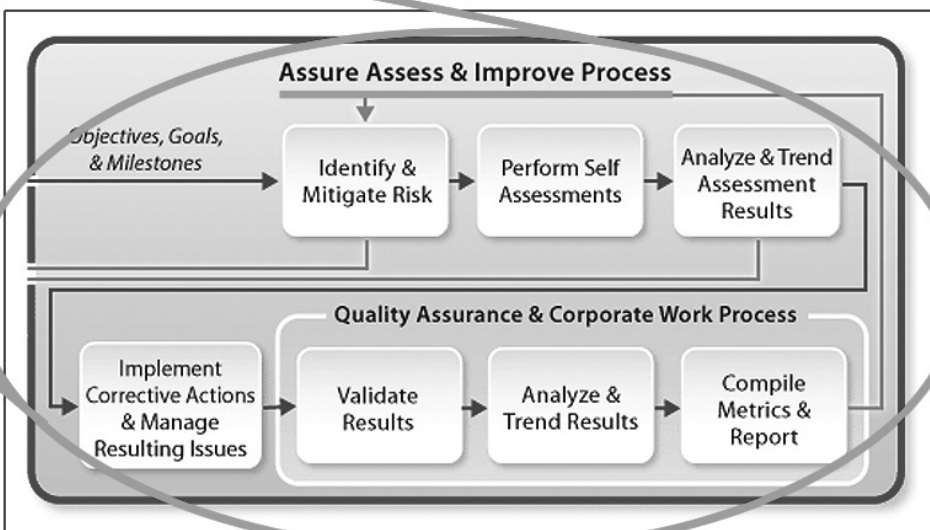 Assure Assess & Improve Process
Objectives, Goals,
& Milestones
Identify &
Mitigate Risk
Perform Self
Assessments
Analyze & Trend
Assessment
Results
Quality Assurance & Corporate Work Process
Implement
Corrective Actions
& Manage
Resulting Issues
Validate
Results
Analyze &
Trend Results
Compile
Metrics &
Report